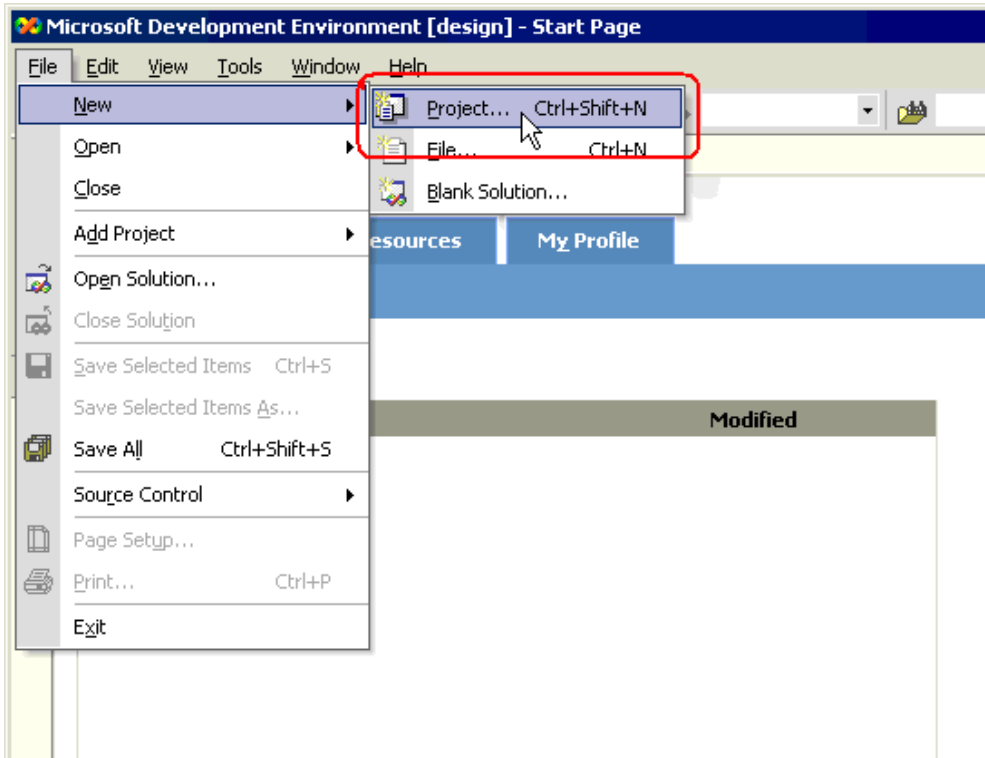 Microsoft Development Environment [design] - Start Page
File Edit View Tools Window Help
New
Project... Ctrl+Shift+N
Open
File... Ctrl+N
Close
Blank Solution...
Add Project
esources
My Profile
Open Solution...
Close Solution
Save Selected Items Ctrl+S
Save Selected Items As...
Modified
Save All Ctrl+Shift+S
Source Control
Page Setup...
Print... Ctrl+P
Exit